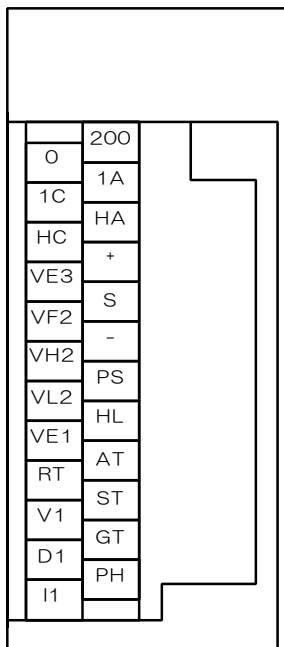 200
0
1A
1C
HA
HC
+
VE3
S
VF2
-
VH2
PS
VL2
HL
VE1
AT
RT
ST
V1
GT
D1
PH
I1